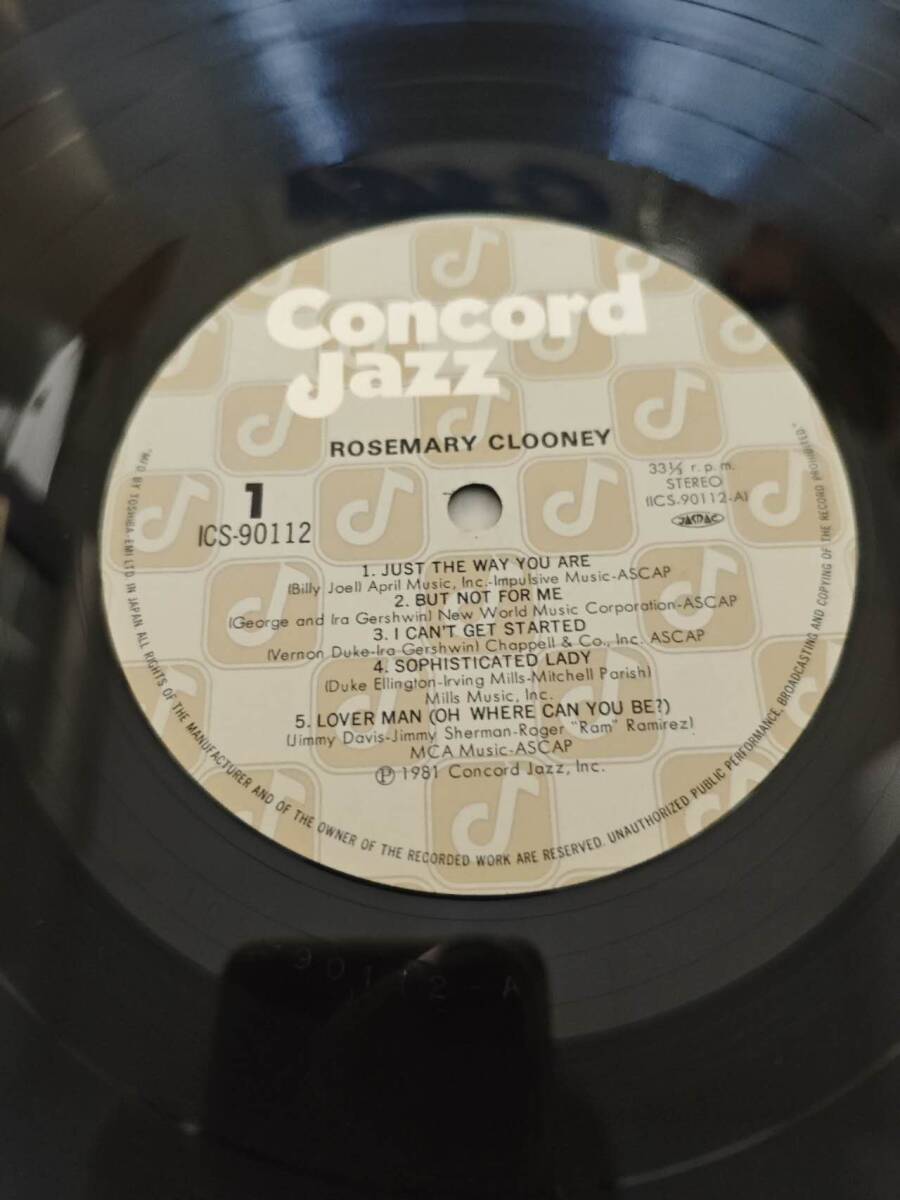 Concord
Jazz
ROSEMARY CLOONEY
1
ICS-90112
33⅓ r.p.m.
STEREO
(ICS-90112-A)
JASRAC
1. JUST THE WAY YOU ARE
(Billy Joel) April Music, Inc.-Impulsive Music-ASCAP
2. BUT NOT FOR ME
(George and Ira Gershwin) New World Music Corporation-ASCAP
3. I CAN'T GET STARTED
(Vernon Duke-Ira Gershwin) Chappell & Co., Inc. ASCAP
4. SOPHISTICATED LADY
(Duke Ellington-Irving Mills-Mitchell Parish)
Mills Music, Inc.
5. LOVER MAN (OH WHERE CAN YOU BE?)
(Jimmy Davis-Jimmy Sherman-Roger "Ram" Ramirez)
MCA Music-ASCAP
Ⓟ 1981 Concord Jazz, Inc.
"MFD BY TOSHIBA-EMI LTD IN JAPAN ALL RIGHTS OF THE MANUFACTURER AND OF THE OWNER OF THE RECORDED WORK ARE RESERVED. UNAUTHORIZED PUBLIC PERFORMANCE, BROADCASTING AND COPYING OF THE RECORD PROHIBITED."
90112-A